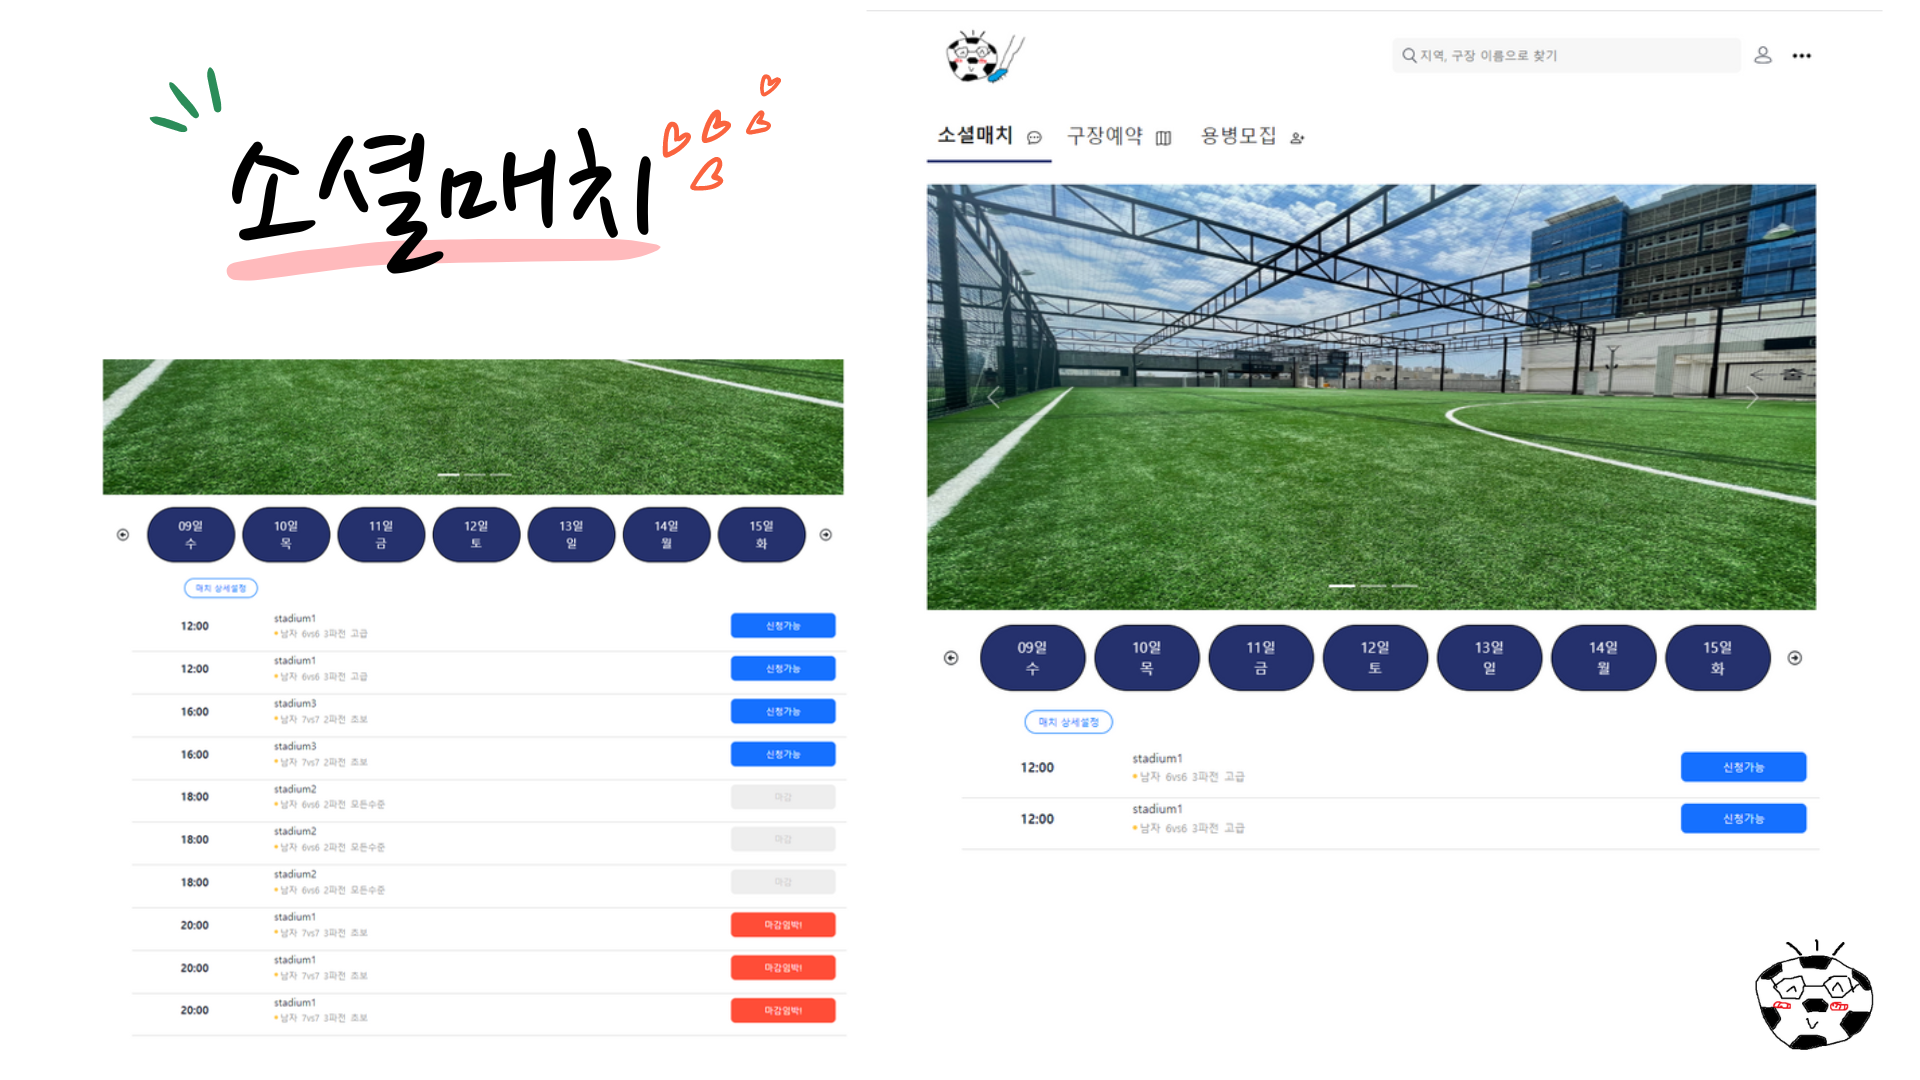 소셜매치
09일
수
10일
목
11일
금
12일
토
13일
일
14일
월
15일
화
매치 상세설정
12:00
stadium1
남자 6vs6 3파전 고급
신청가능
12:00
stadium1
남자 6vs6 3파전 고급
신청가능
16:00
stadium3
남자 7vs7 2파전 초보
신청가능
16:00
stadium3
남자 7vs7 2파전 초보
신청가능
18:00
stadium2
남자 6vs6 2파전 모든수준
마감
18:00
stadium2
남자 6vs6 2파전 모든수준
마감
18:00
stadium2
남자 6vs6 2파전 모든수준
마감
20:00
stadium1
남자 7vs7 3파전 초보
마감임박!
20:00
stadium1
남자 7vs7 3파전 초보
마감임박!
20:00
stadium1
남자 7vs7 3파전 초보
마감임박!
지역, 구장 이름으로 찾기
소셜매치 구장예약 용병모집
09일
수
10일
목
11일
금
12일
토
13일
일
14일
월
15일
화
매치 상세설정
12:00
stadium1
남자 6vs6 3파전 고급
신청가능
12:00
stadium1
남자 6vs6 3파전 고급
신청가능